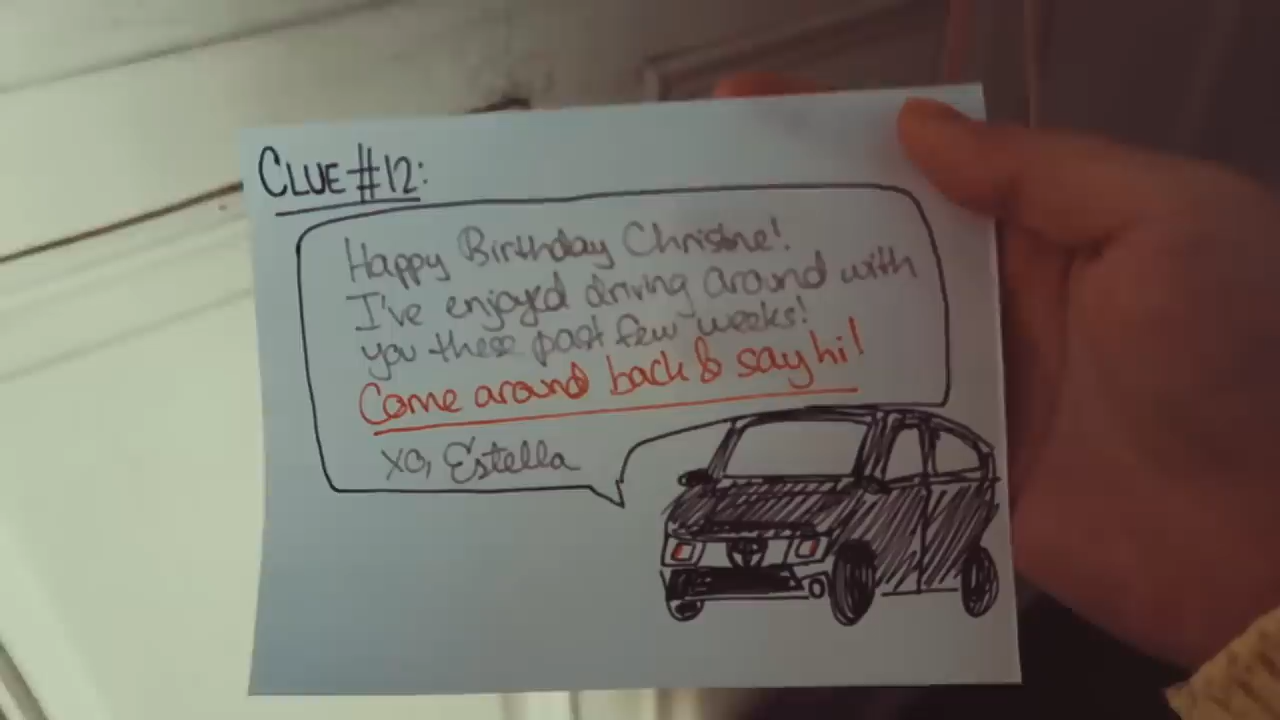 CLUE #12:
Happy Birthday Christine!
I've enjoyed driving around with
you these past few weeks!
Come around back & say hi!
xo, Estella